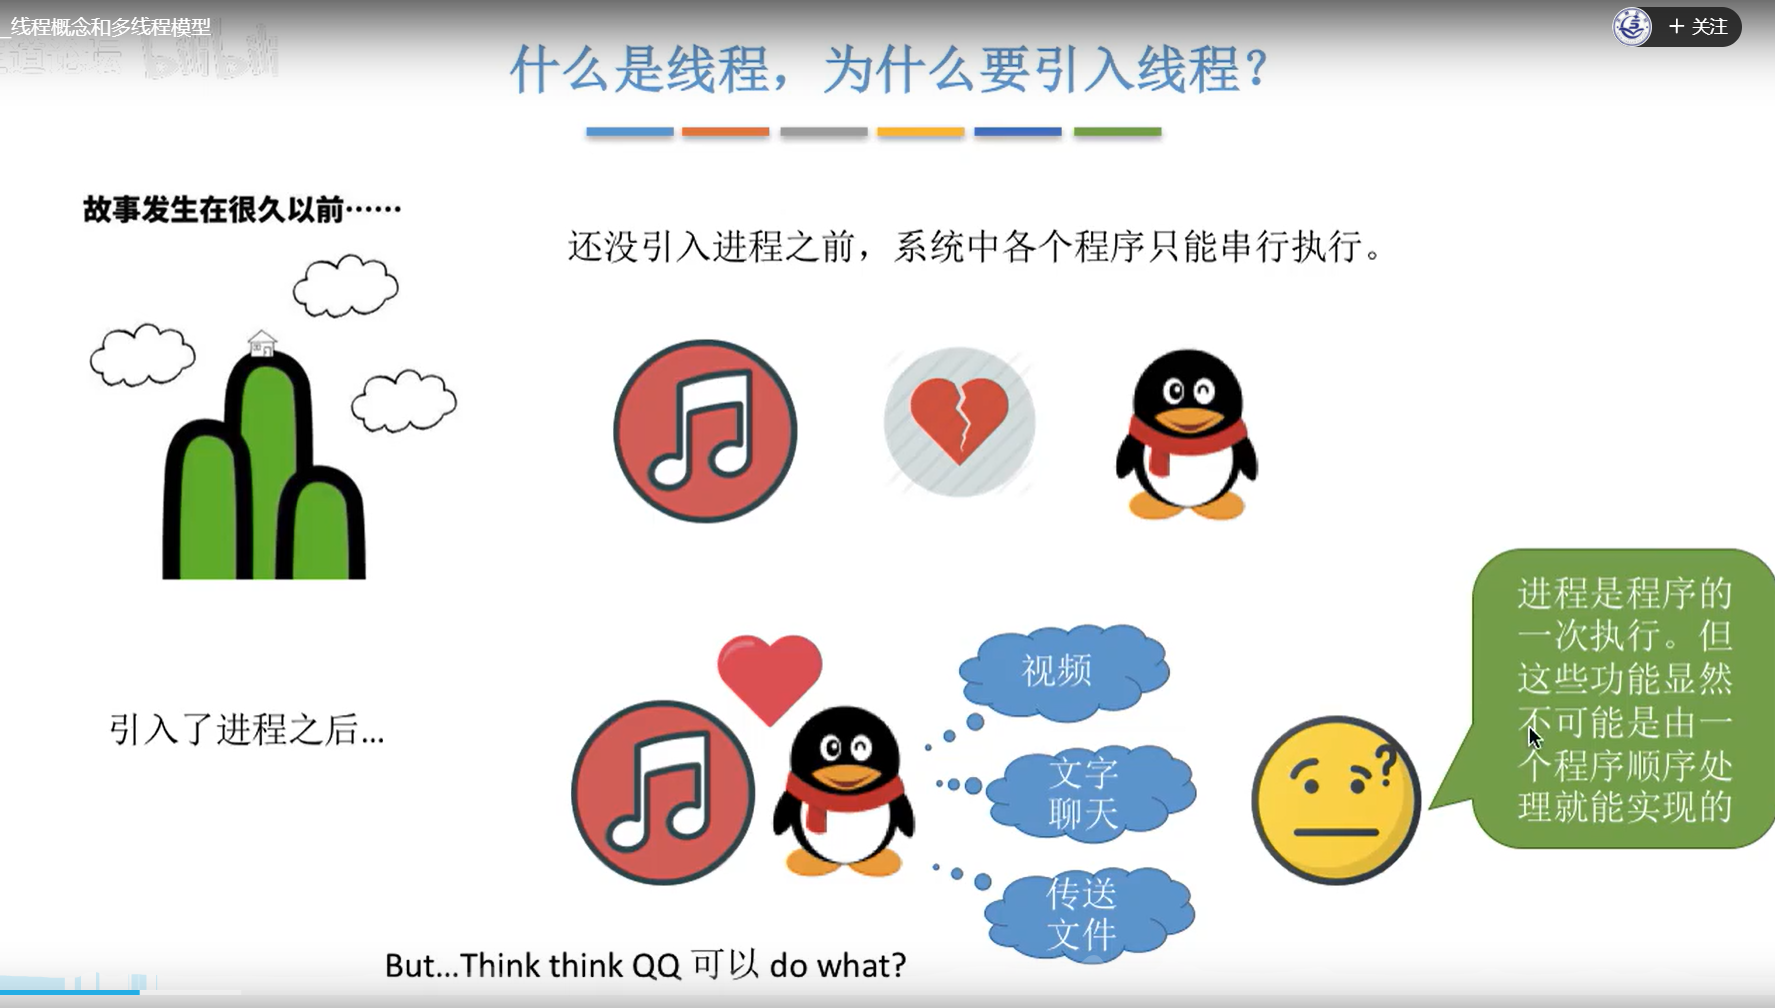 _线程概念和多线程模型
+ 关注
道论坛 bilibili
什么是线程，为什么要引入线程？
故事发生在很久以前……
还没引入进程之前，系统中各个程序只能串行执行。
引入了进程之后...
视频
文字
聊天
传送
文件
?
进程是程序的
一次执行。但
这些功能显然
不可能是由一
个程序顺序处
理就能实现的
But...Think think QQ 可以 do what?